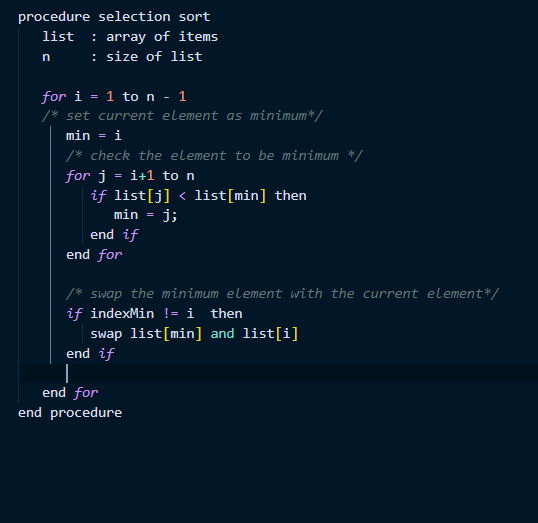 procedure selection sort
   list  : array of items
   n     : size of list

   for i = 1 to n - 1
   /* set current element as minimum*/
      min = i
      /* check the element to be minimum */
      for j = i+1 to n
         if list[j] < list[min] then
            min = j;
         end if
      end for

      /* swap the minimum element with the current element*/
      if indexMin != i  then
         swap list[min] and list[i]
      end if

   end for
end procedure